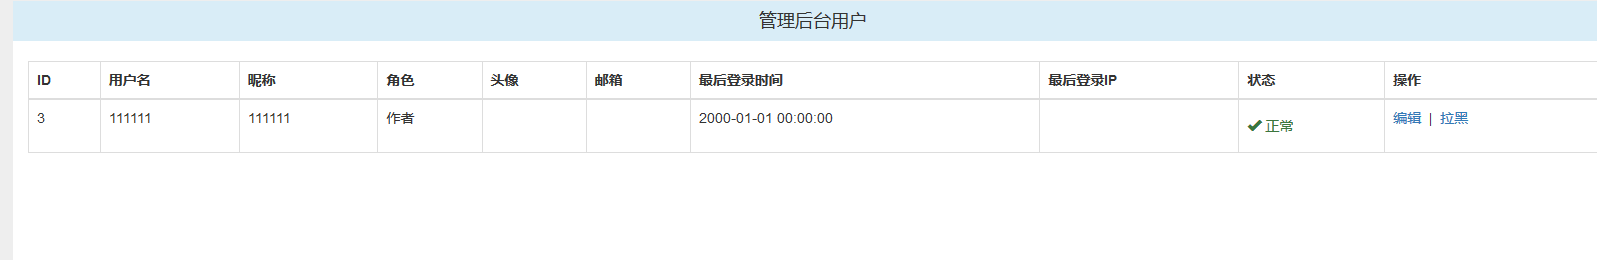 管理后台用户
ID 用户名 昵称 角色 头像 邮箱 最后登录时间 最后登录IP 状态 操作
3 111111 111111 作者 2000-01-01 00:00:00 正常 编辑 | 拉黑